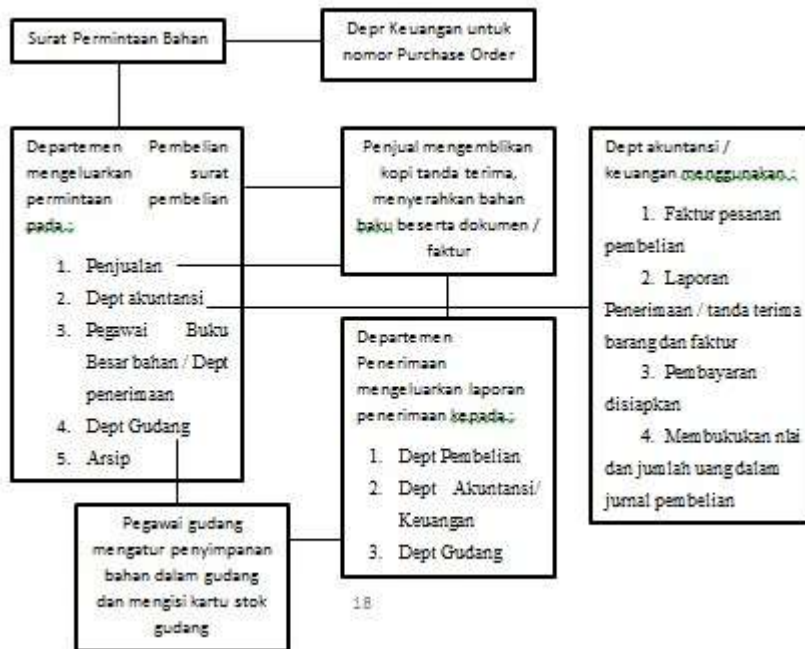 Surat Permintaan Bahan
Depr Keuangan untuk
nomor Purchase Order
Departemen Pembelian
mengeluarkan surat
permintaan pembelian
pada.:
1. Penjualan
2. Dept akuntansi
3. Pegawai Buku
Besar bahan / Dept
penerimaan
4. Dept Gudang
5. Arsip
Penjual mengemblikan
kopi tanda terima,
menyerahkan bahan
baku beserta dokumen /
faktur
Dept akuntansi /
keuangan menggunakan.:
1. Faktur pesanan
pembelian
2. Laporan
Penerimaan / tanda terima
barang dan faktur
3. Pembayaran
disiapkan
4. Membukukan nlai
dan jumlah uang dalam
jurnal pembelian
Departemen
Penerimaan
mengeluarkan laporan
penerimaan kepada.:
1. Dept Pembelian
2. Dept Akuntansi/
Keuangan
3. Dept Gudang
Pegawai gudang
mengatur penyimpanan
bahan dalam gudang
dan mengisi kartu stok
gudang
18